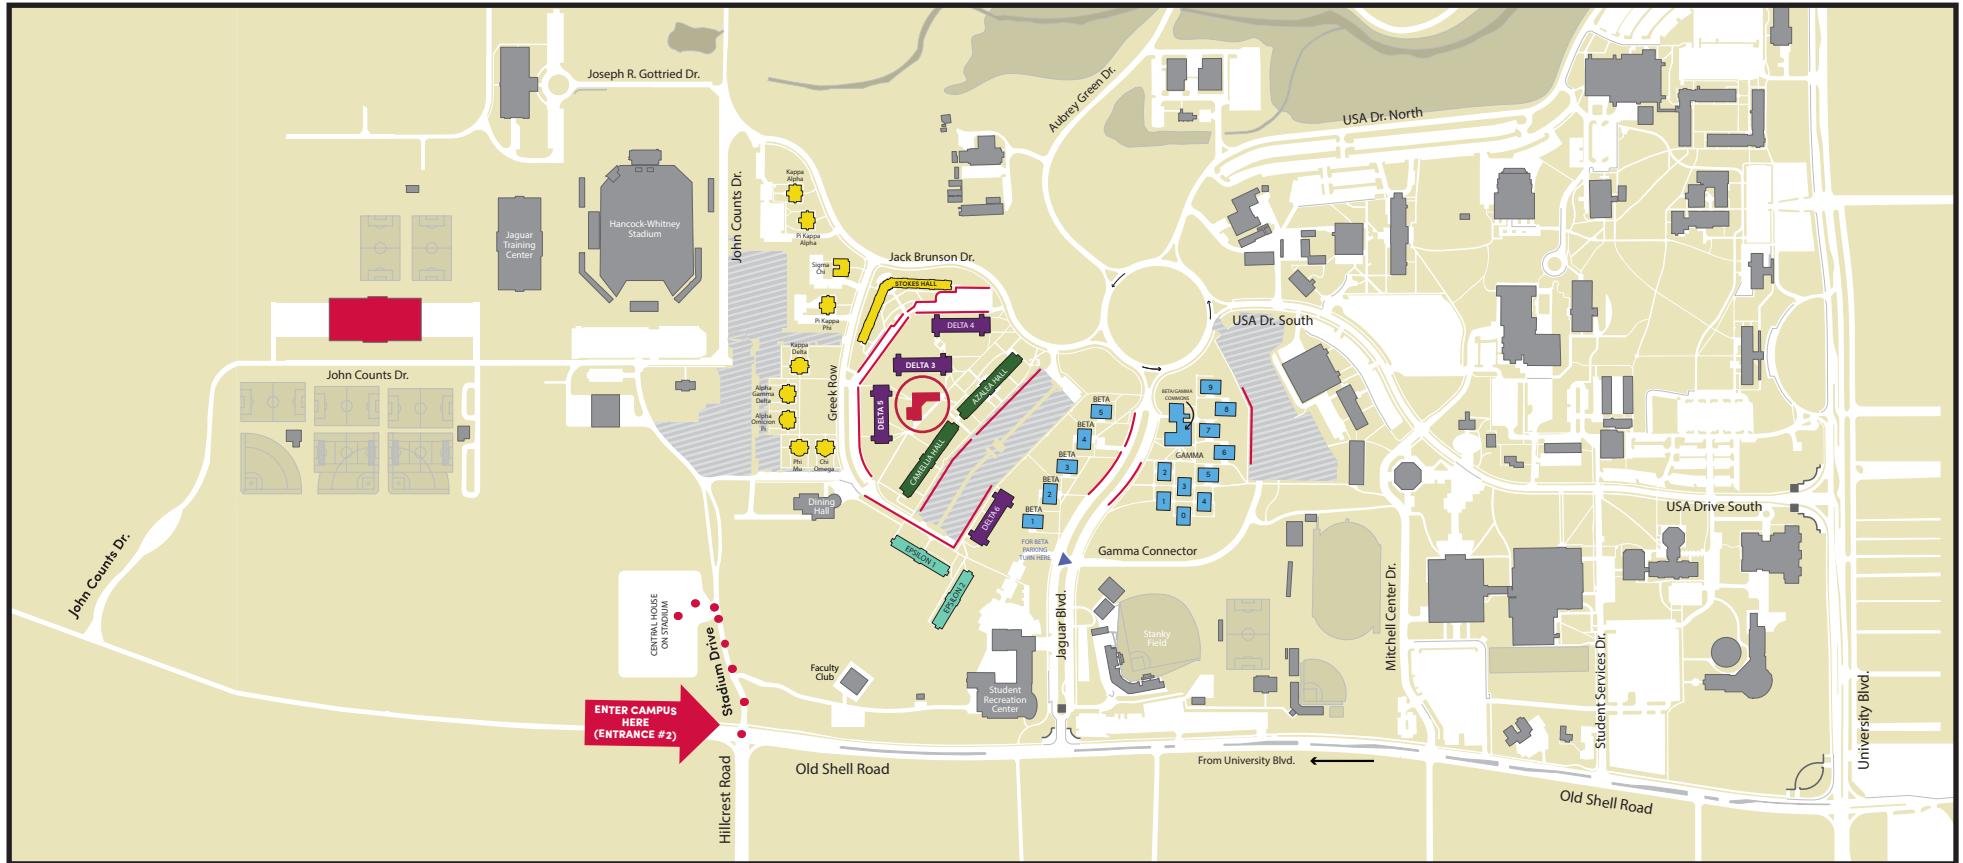 Joseph R. Gottried Dr.
Aubrey Green Dr.
USA Dr. North
John Counts Dr.
Kappa
Alpha
Pi Kappa
Alpha
Hancock-Whitney
Stadium
Jaguar
Training
Center
Sigma
Chi
Jack Brunson Dr.
STOKES HALL
Pi Kappa
Phi
DELTA 4
USA Dr. South
Kappa
Delta
DELTA 3
John Counts Dr.
Greek Row
Alpha
Gamma
Delta
Alpha
Omicron
Pi
DELTA 5
AZALEA HALL
CAMELLIA HALL
Phi
Mu
Chi
Omega
BETA
5
BETA
4
BETA
3
BETA
2
BETA
1
BETA/GAMMA
COMMONS
9
8
7
6
GAMMA
2
5
3
1
4
0
Dining
Hall
DELTA 6
FOR BETA
PARKING
TURN HERE
EPSILON 1
EPSILON 2
Gamma Connector
USA Drive South
John Counts Dr.
CENTRAL HOUSE
ON STADIUM
Stadium Drive
Jaguar Blvd.
Stanky
Field
Mitchell Center Dr.
Student Services Dr.
University Blvd.
Faculty
Club
Student
Recreation
Center
ENTER CAMPUS
HERE
(ENTRANCE #2)
Hillcrest Road
Old Shell Road
From University Blvd.
Old Shell Road